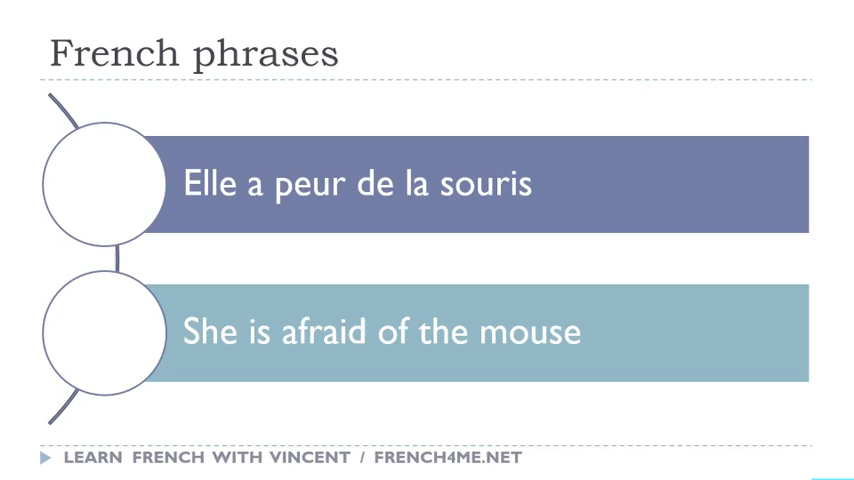 French phrases
Elle a peur de la souris
She is afraid of the mouse
LEARN FRENCH WITH VINCENT / FRENCH4ME.NET